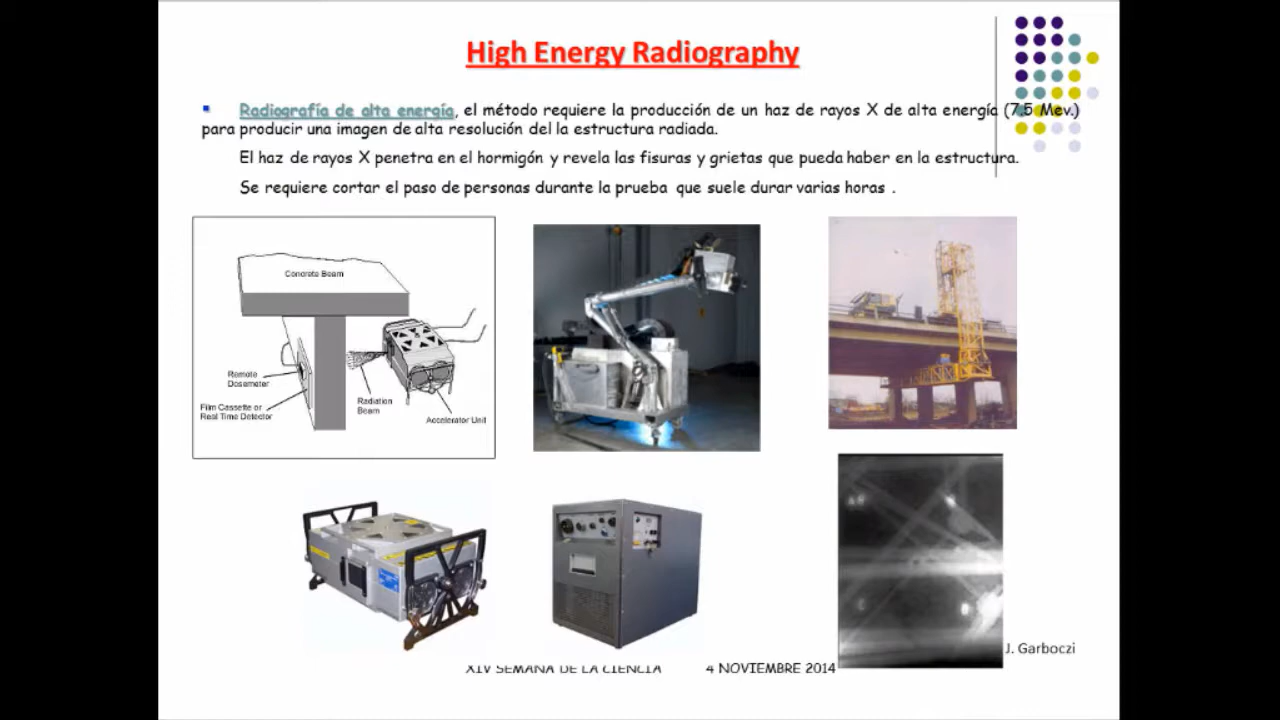 High Energy Radiography
Radiografía de alta energía, el método requiere la producción de un haz de rayos X de alta energía (7.5 Mev.)
para producir una imagen de alta resolución del la estructura radiada.
El haz de rayos X penetra en el hormigón y revela las fisuras y grietas que pueda haber en la estructura.
Se requiere cortar el paso de personas durante la prueba que suele durar varias horas .
Concrete Beam
Remote
Dosemeter
Film Cassette or
Real Time Detector
Radiation
Beam
Accelerator Unit
J. Garboczi
XIV SEMANA DE LA CIENCIA 4 NOVIEMBRE 2014